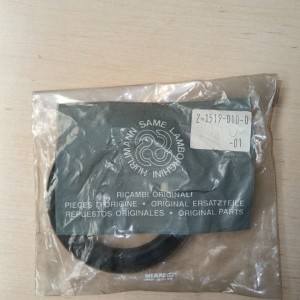 HURLIMANN SAME LAMBORGHINI
2-1519-010-0
-01
RICAMBI ORIGINALI
PIECES D'ORIGINE • ORIGINAL ERSATZTEILE
REPUESTOS ORIGINALES • ORIGINAL PARTS